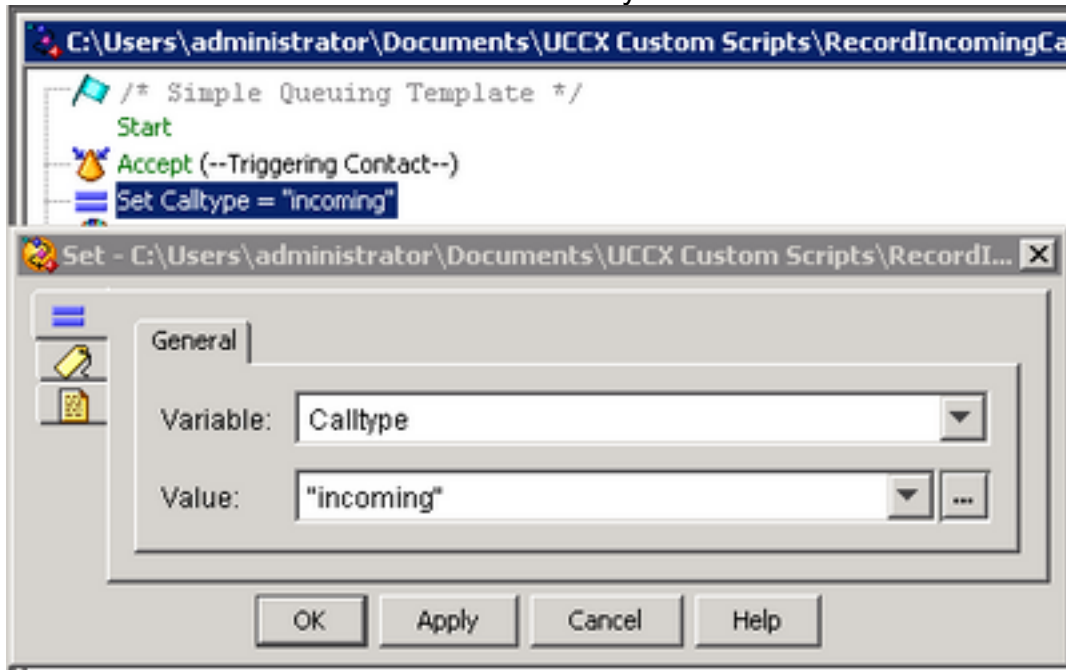 C:\Users\administrator\Documents\UCCX Custom Scripts\RecordIncomingCa
/* Simple Queuing Template */
Start
Accept (--Triggering Contact--)
Set Calltype = "incoming"
Set - C:\Users\administrator\Documents\UCCX Custom Scripts\RecordI...
General
Variable: Calltype
Value: "incoming" ...
OK Apply Cancel Help